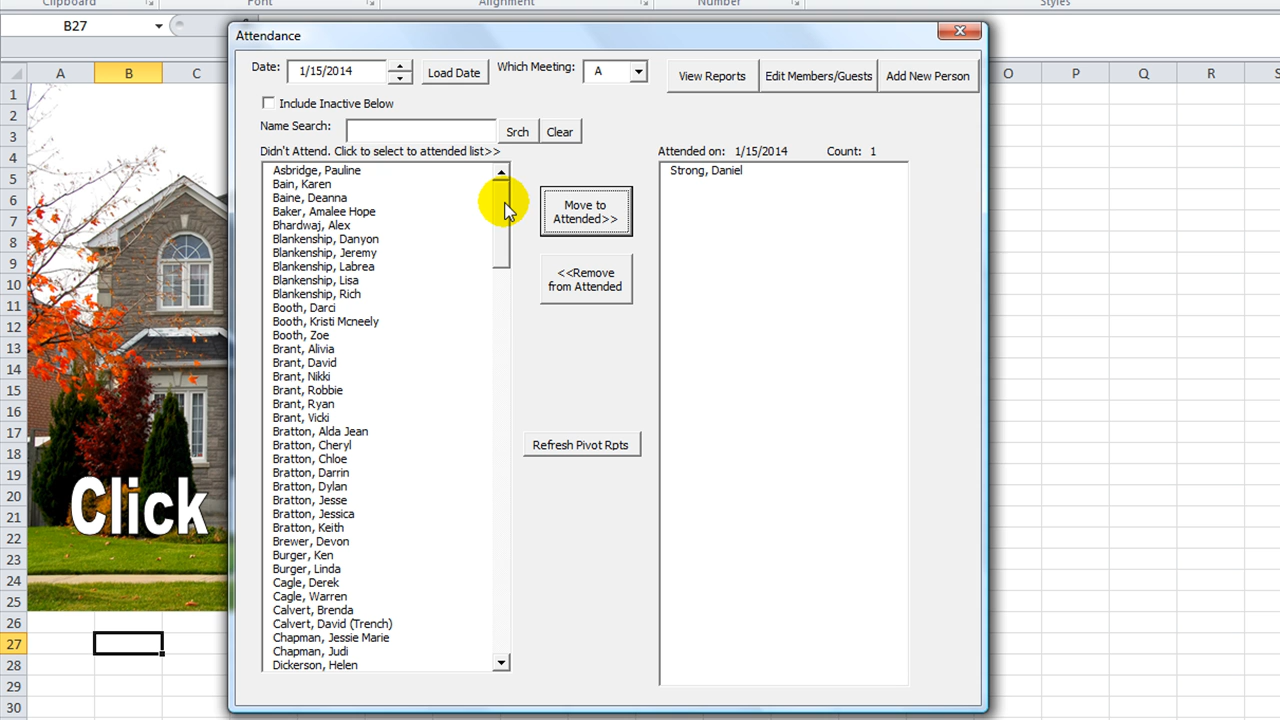 Clipboard
Font
Alignment
Number
Styles
B27
Attendance
Date:
1/15/2014
Load Date
Which Meeting:
A
View Reports
Edit Members/Guests
Add New Person
Include Inactive Below
Name Search:
Srch
Clear
Didn't Attend. Click to select to attended list>>
Attended on: 1/15/2014
Count: 1
A
B
C
O
P
Q
R
S
1
2
3
4
5
6
7
8
9
10
11
12
13
14
15
16
17
18
19
20
21
22
23
24
25
26
27
28
29
30
Click
Asbridge, Pauline
Bain, Karen
Baine, Deanna
Baker, Amalee Hope
Bhardwaj, Alex
Blankenship, Danyon
Blankenship, Jeremy
Blankenship, Labrea
Blankenship, Lisa
Blankenship, Rich
Booth, Darci
Booth, Kristi Mcneely
Booth, Zoe
Brant, Alivia
Brant, David
Brant, Nikki
Brant, Robbie
Brant, Ryan
Brant, Vicki
Bratton, Alda Jean
Bratton, Cheryl
Bratton, Chloe
Bratton, Darrin
Bratton, Dylan
Bratton, Jesse
Bratton, Jessica
Bratton, Keith
Brewer, Devon
Burger, Ken
Burger, Linda
Cagle, Derek
Cagle, Warren
Calvert, Brenda
Calvert, David (Trench)
Chapman, Jessie Marie
Chapman, Judi
Dickerson, Helen
Move to
Attended>>
<<Remove
from Attended
Refresh Pivot Rpts
Strong, Daniel